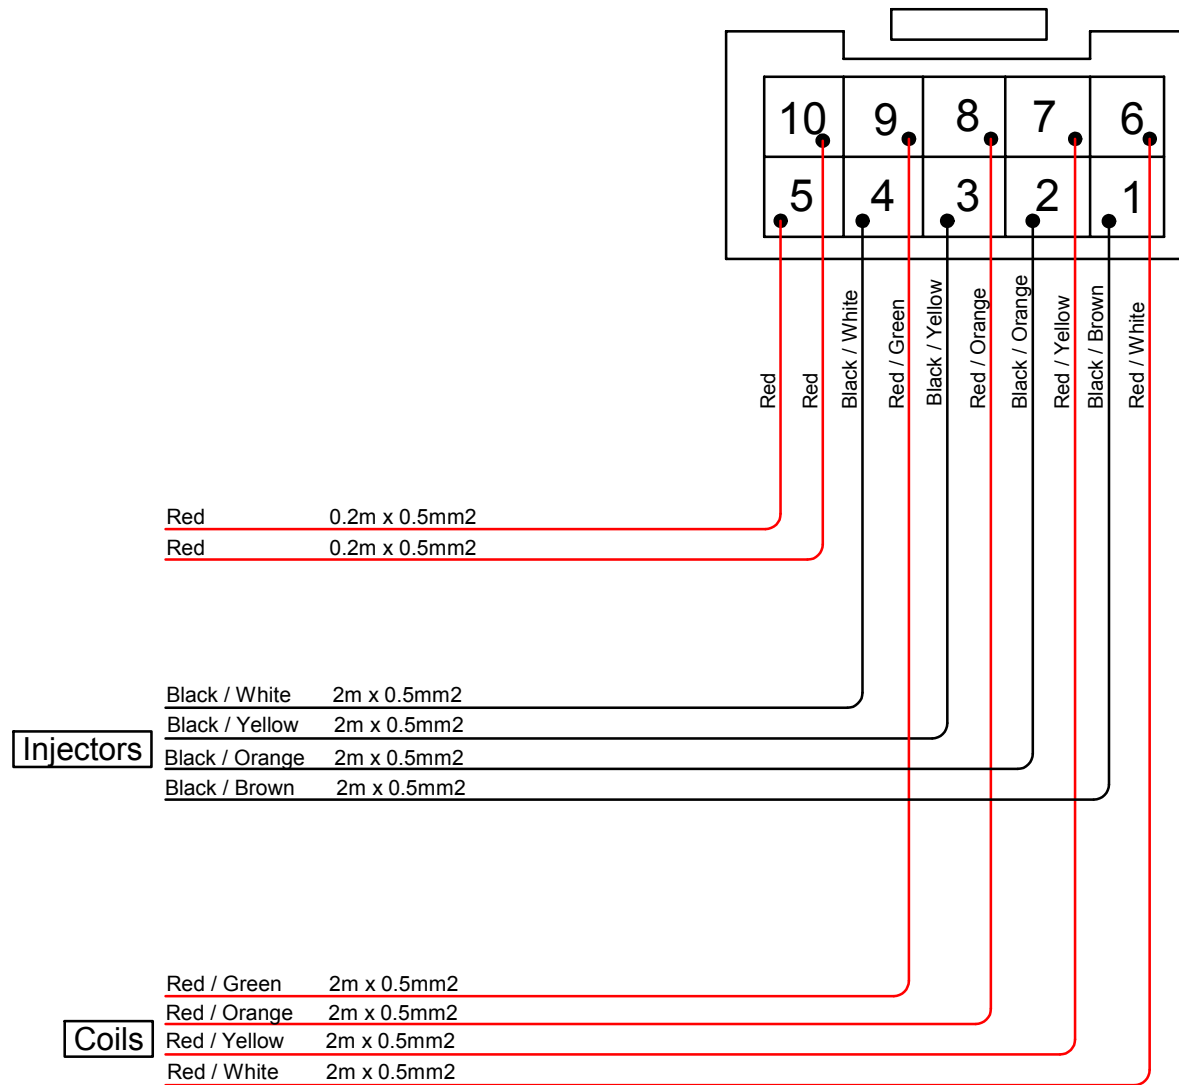 10 9 8 7 6
5 4 3 2 1
Red
Red
Black / White
Red / Green
Black / Yellow
Red / Orange
Black / Orange
Red / Yellow
Black / Brown
Red / White
Red 0.2m x 0.5mm2
Red 0.2m x 0.5mm2
Injectors
Black / White 2m x 0.5mm2
Black / Yellow 2m x 0.5mm2
Black / Orange 2m x 0.5mm2
Black / Brown 2m x 0.5mm2
Coils
Red / Green 2m x 0.5mm2
Red / Orange 2m x 0.5mm2
Red / Yellow 2m x 0.5mm2
Red / White 2m x 0.5mm2